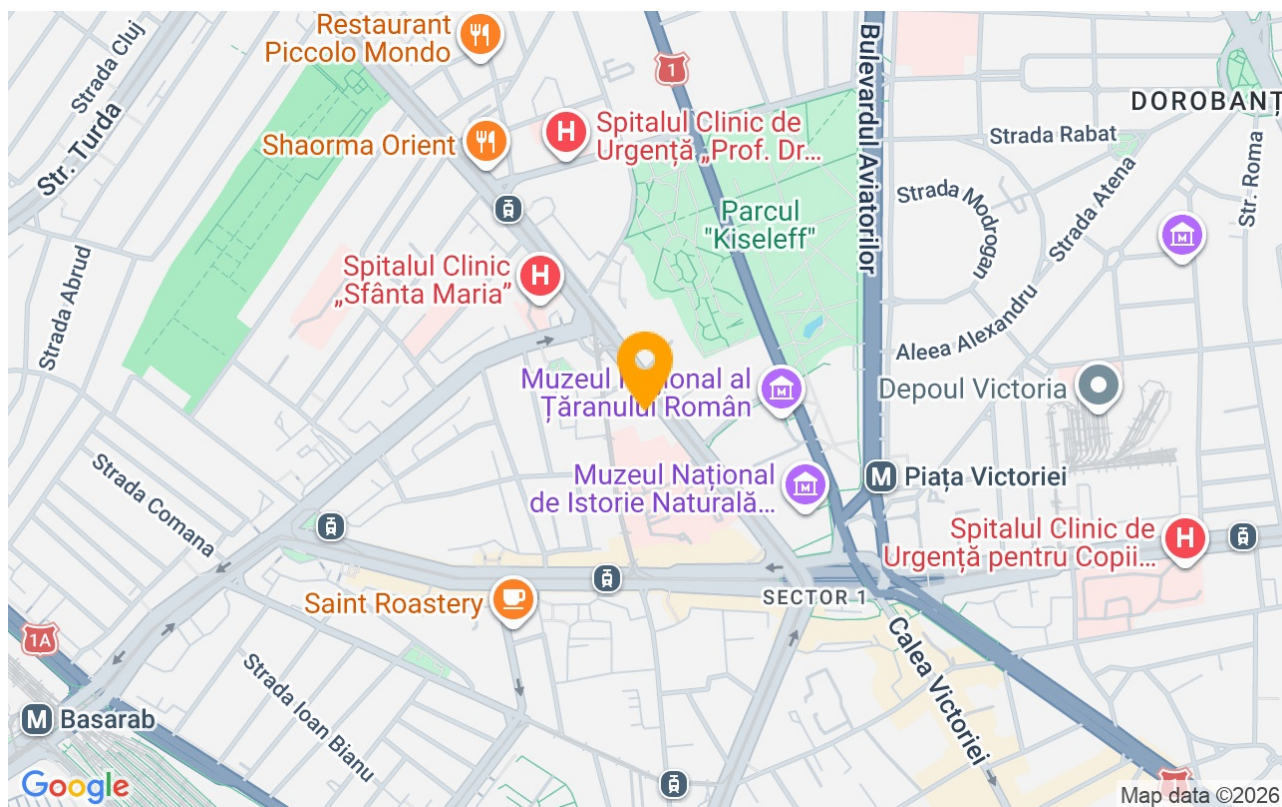 Restaurant
Piccolo Mondo
Strada Cluj
1
Bulevardul Aviatorilor
DOROBANȚ
Str. Turda
Shaorma Orient
H
Spitalul Clinic de
Urgență „Prof. Dr...
Strada Rabat
Strada Atena
Str. Roma
Strada Modrogan
Parcul
"Kiseleff"
M
Spitalul Clinic
„Sfânta Maria”
H
Strada Abrud
Aleea Alexandru
Muzeul
onal al
Țăranului Român
M
Depoul Victoria
Strada Comana
Muzeul Național
de Istorie Naturală...
M
M
Piața Victoriei
Spitalul Clinic de
Urgență pentru Copii...
H
Saint Roastery
SECTOR 1
1A
Calea Victoriei
Strada Ioan Bianu
M
Basarab
Google
1
Map data ©2026